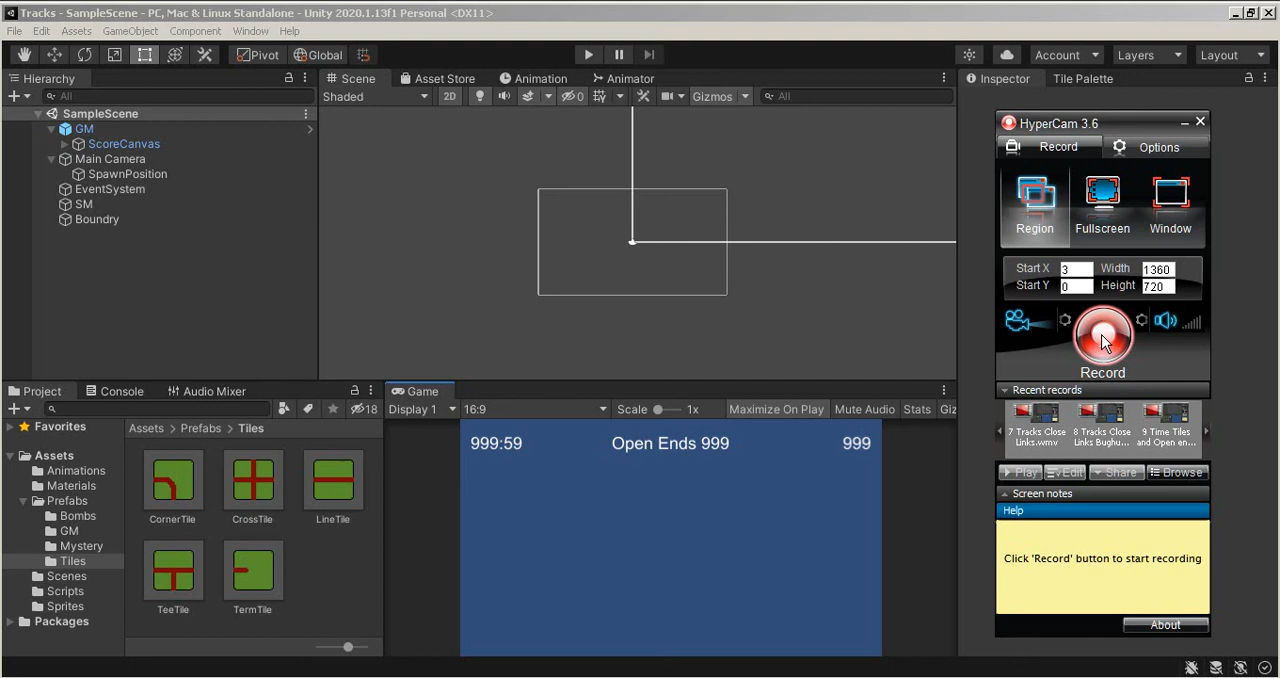 Tracks - SampleScene - PC, Mac & Linux Standalone - Unity 2020.1.13f1 Personal <DX11>
File Edit Assets GameObject Component Window Help
Pivot Global Account Layers Layout
Hierarchy
All
SampleScene
GM
ScoreCanvas
Main Camera
SpawnPosition
EventSystem
SM
Boundry
Scene Asset Store Animation Animator
Shaded 2D 0 Gizmos All
Inspector Tile Palette
HyperCam 3.6
Record Options
Region Fullscreen Window
Start X 3 Width 1360
Start Y 0 Height 720
Record
Recent records
7 Tracks Close Links.wmv
8 Tracks Close Links Bughu...
9 Time Tiles and Open en...
Play Edit Share Browse
Screen notes
Help
Click 'Record' button to start recording
About
Project Console Audio Mixer
18
Favorites
Assets
Animations
Materials
Prefabs
Bombs
GM
Mystery
Tiles
Scenes
Scripts
Sprites
Packages
Assets Prefabs Tiles
CornerTile CrossTile LineTile
TeeTile TermTile
Game
Display 1 16:9 Scale 1x Maximize On Play Mute Audio Stats Giz
999:59 Open Ends 999 999